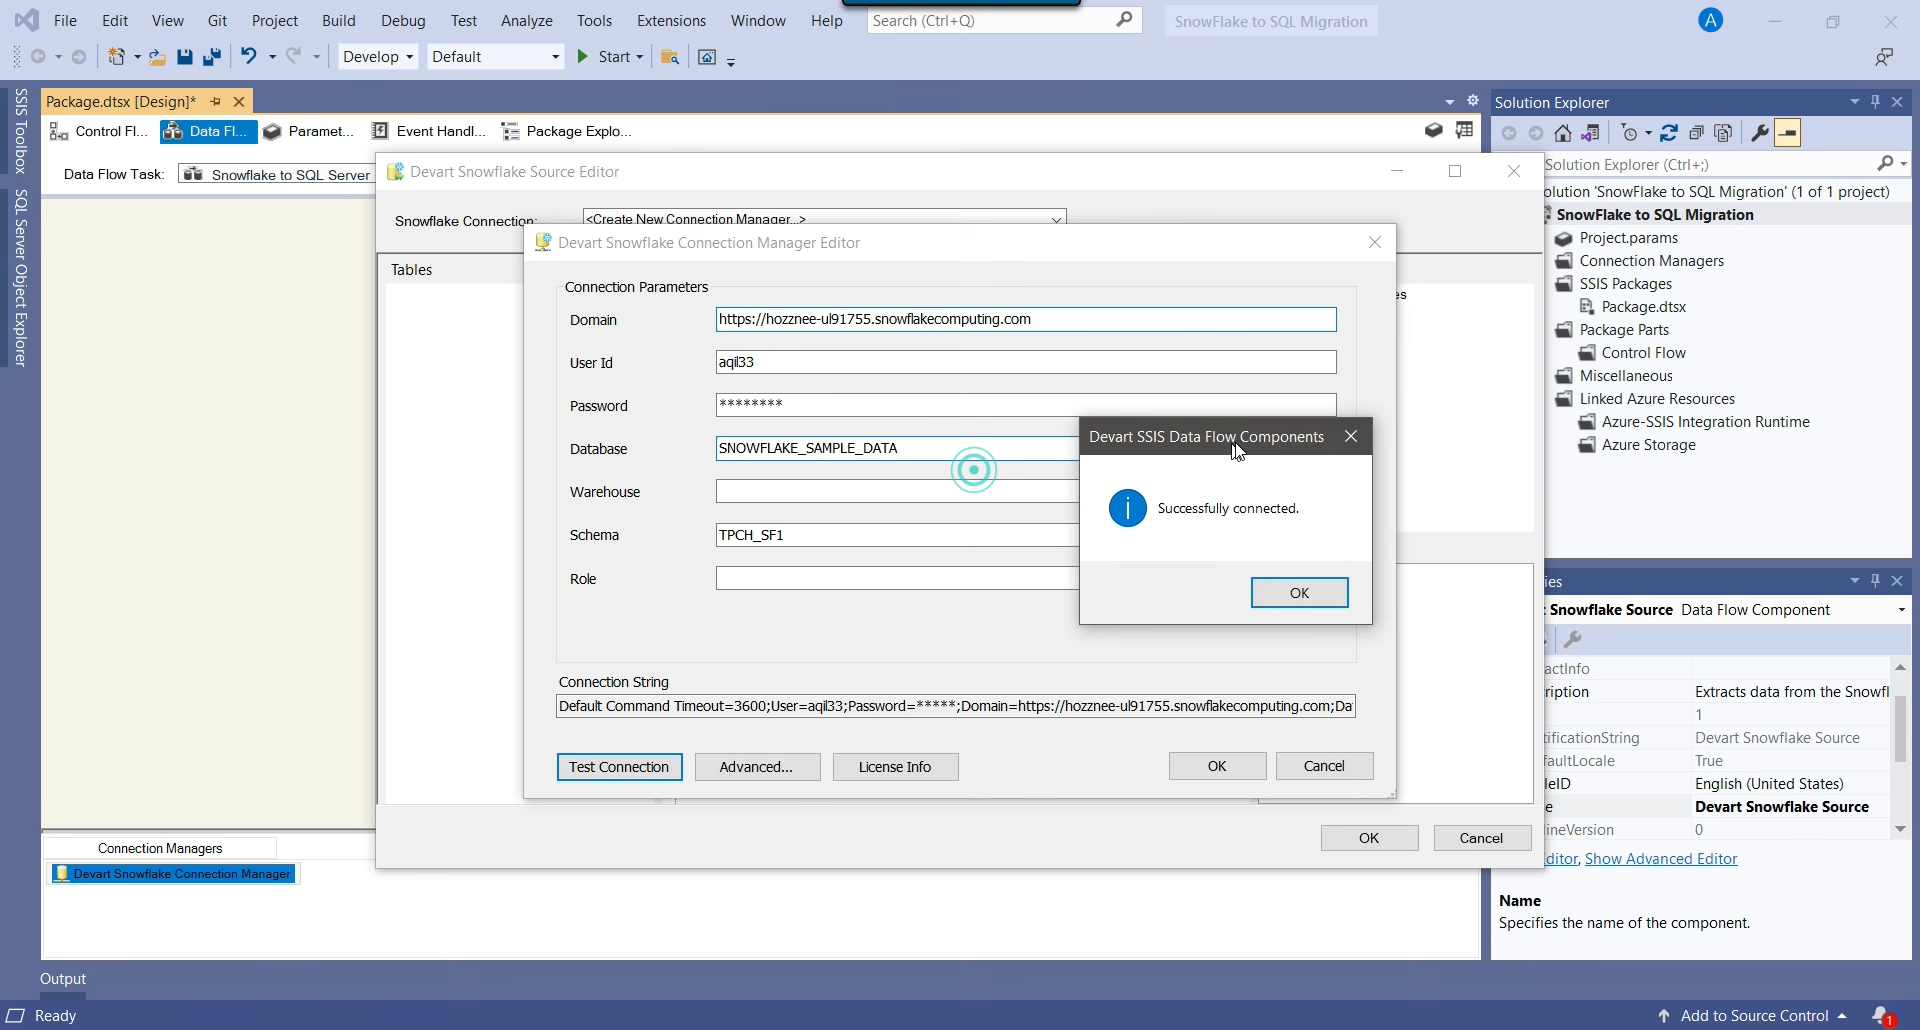 File Edit View Git Project Build Debug Test Analyze Tools Extensions Window Help Search (Ctrl+Q) SnowFlake to SQL Migration A
Develop Default Start
SSIS Toolbox
SQL Server Object Explorer
Package.dtsx [Design]*
Control Fl... Data Fl... Paramet... Event Handl... Package Explo...
Data Flow Task: Snowflake to SQL Server
Devart Snowflake Source Editor
Snowflake Connection: <Create New Connection Manager...>
Tables
es
Devart Snowflake Connection Manager Editor
Connection Parameters
Domain https://hozznee-ul91755.snowflakecomputing.com
User Id aqil33
Password ********
Database SNOWFLAKE_SAMPLE_DATA
Warehouse
Schema TPCH_SF1
Role
Devart SSIS Data Flow Components
Successfully connected.
OK
Connection String
Default Command Timeout=3600;User=aqil33;Password=*****;Domain=https://hozznee-ul91755.snowflakecomputing.com;Da
Test Connection Advanced... License Info OK Cancel
OK Cancel
Connection Managers
Devart Snowflake Connection Manager
Solution Explorer
Solution Explorer (Ctrl+;)
olution 'SnowFlake to SQL Migration' (1 of 1 project)
SnowFlake to SQL Migration
Project.params
Connection Managers
SSIS Packages
Package.dtsx
Package Parts
Control Flow
Miscellaneous
Linked Azure Resources
Azure-SSIS Integration Runtime
Azure Storage
ies
Snowflake Source Data Flow Component
actInfo
ription Extracts data from the Snowfl
1
tificationString Devart Snowflake Source
faultLocale True
leID English (United States)
e Devart Snowflake Source
ineVersion 0
ditor, Show Advanced Editor
Name
Specifies the name of the component.
Output
Ready Add to Source Control 1